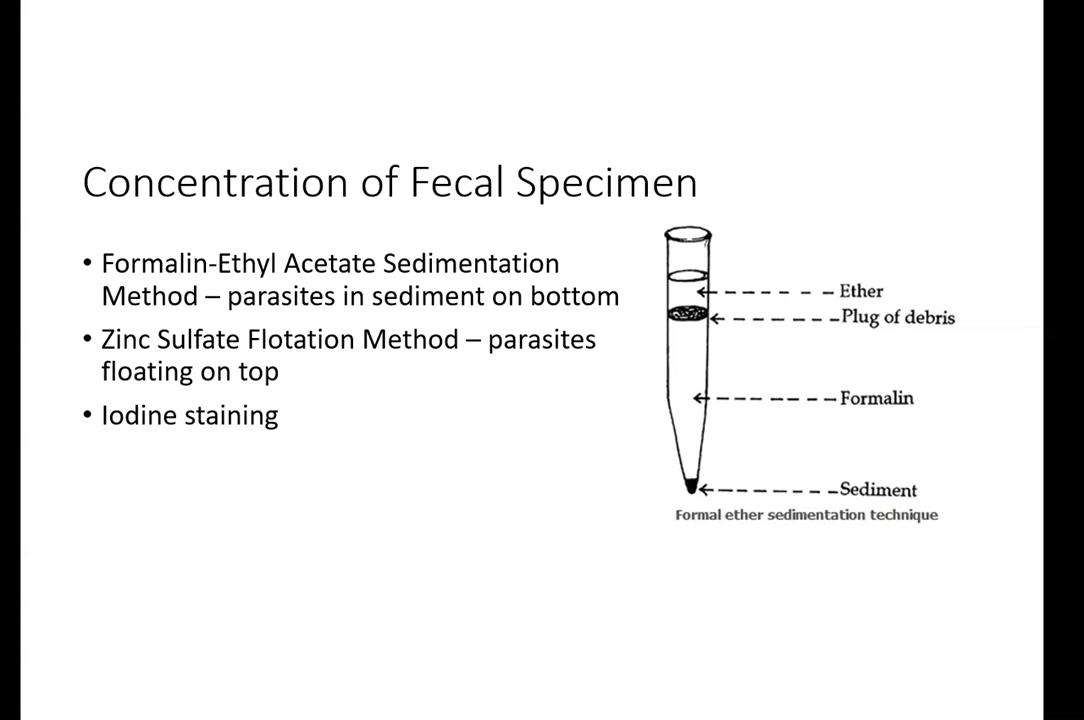 Concentration of Fecal Specimen
• Formalin-Ethyl Acetate Sedimentation
Method – parasites in sediment on bottom
• Zinc Sulfate Flotation Method – parasites
floating on top
• Iodine staining
Ether
Plug of debris
Formalin
Sediment
Formal ether sedimentation technique